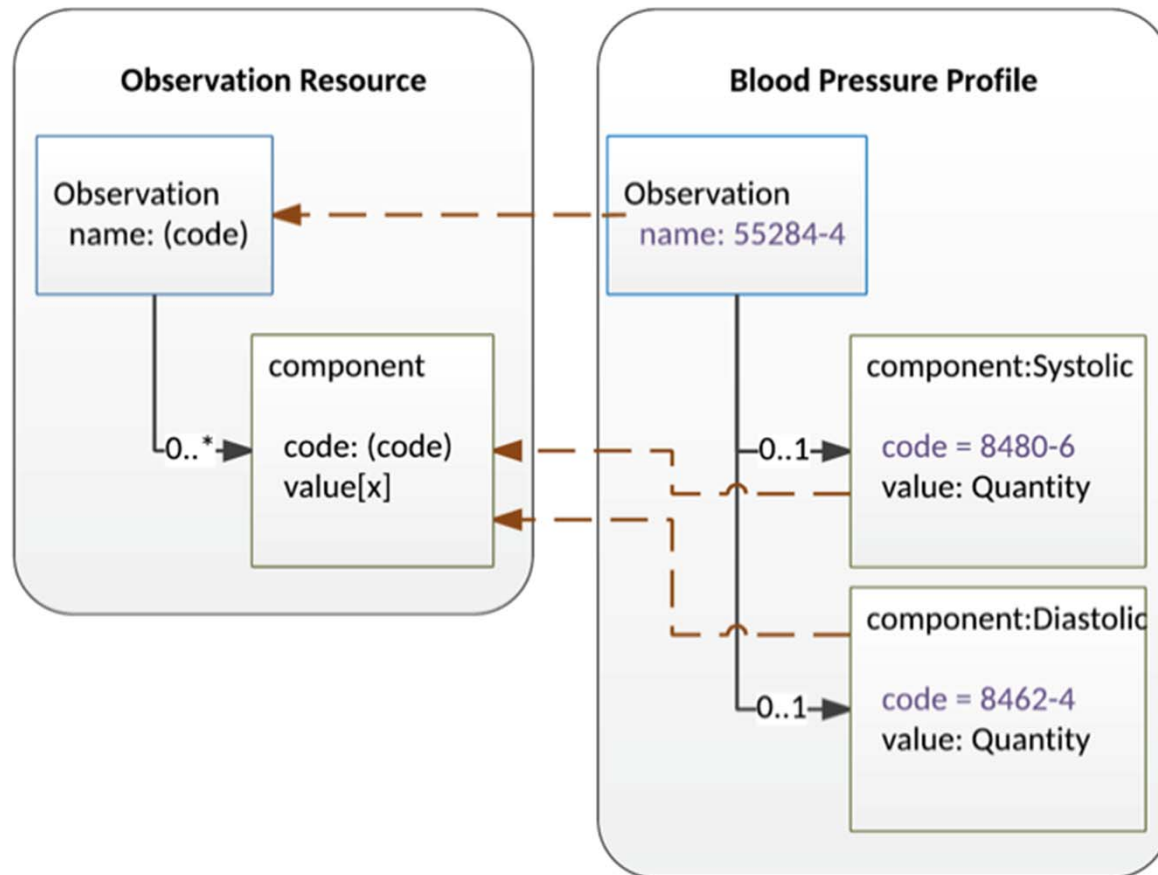 Observation Resource
Observation
name: (code)
0..*
component
code: (code)
value[x]
Blood Pressure Profile
Observation
name: 55284-4
0..1
component:Systolic
code = 8480-6
value: Quantity
0..1
component:Diastolic
code = 8462-4
value: Quantity